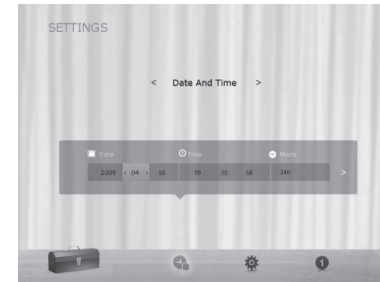 SETTINGS
< Date And Time >
Date Time Mode
2009 < 04 > 18 16 : 31 58 24h >